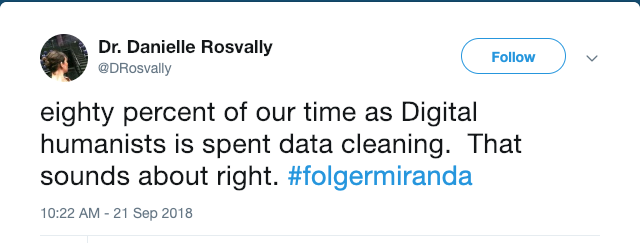 Dr. Danielle Rosvally
@DRosvally
Follow
eighty percent of our time as Digital
humanists is spent data cleaning.  That
sounds about right. #folgermiranda
10:22 AM - 21 Sep 2018